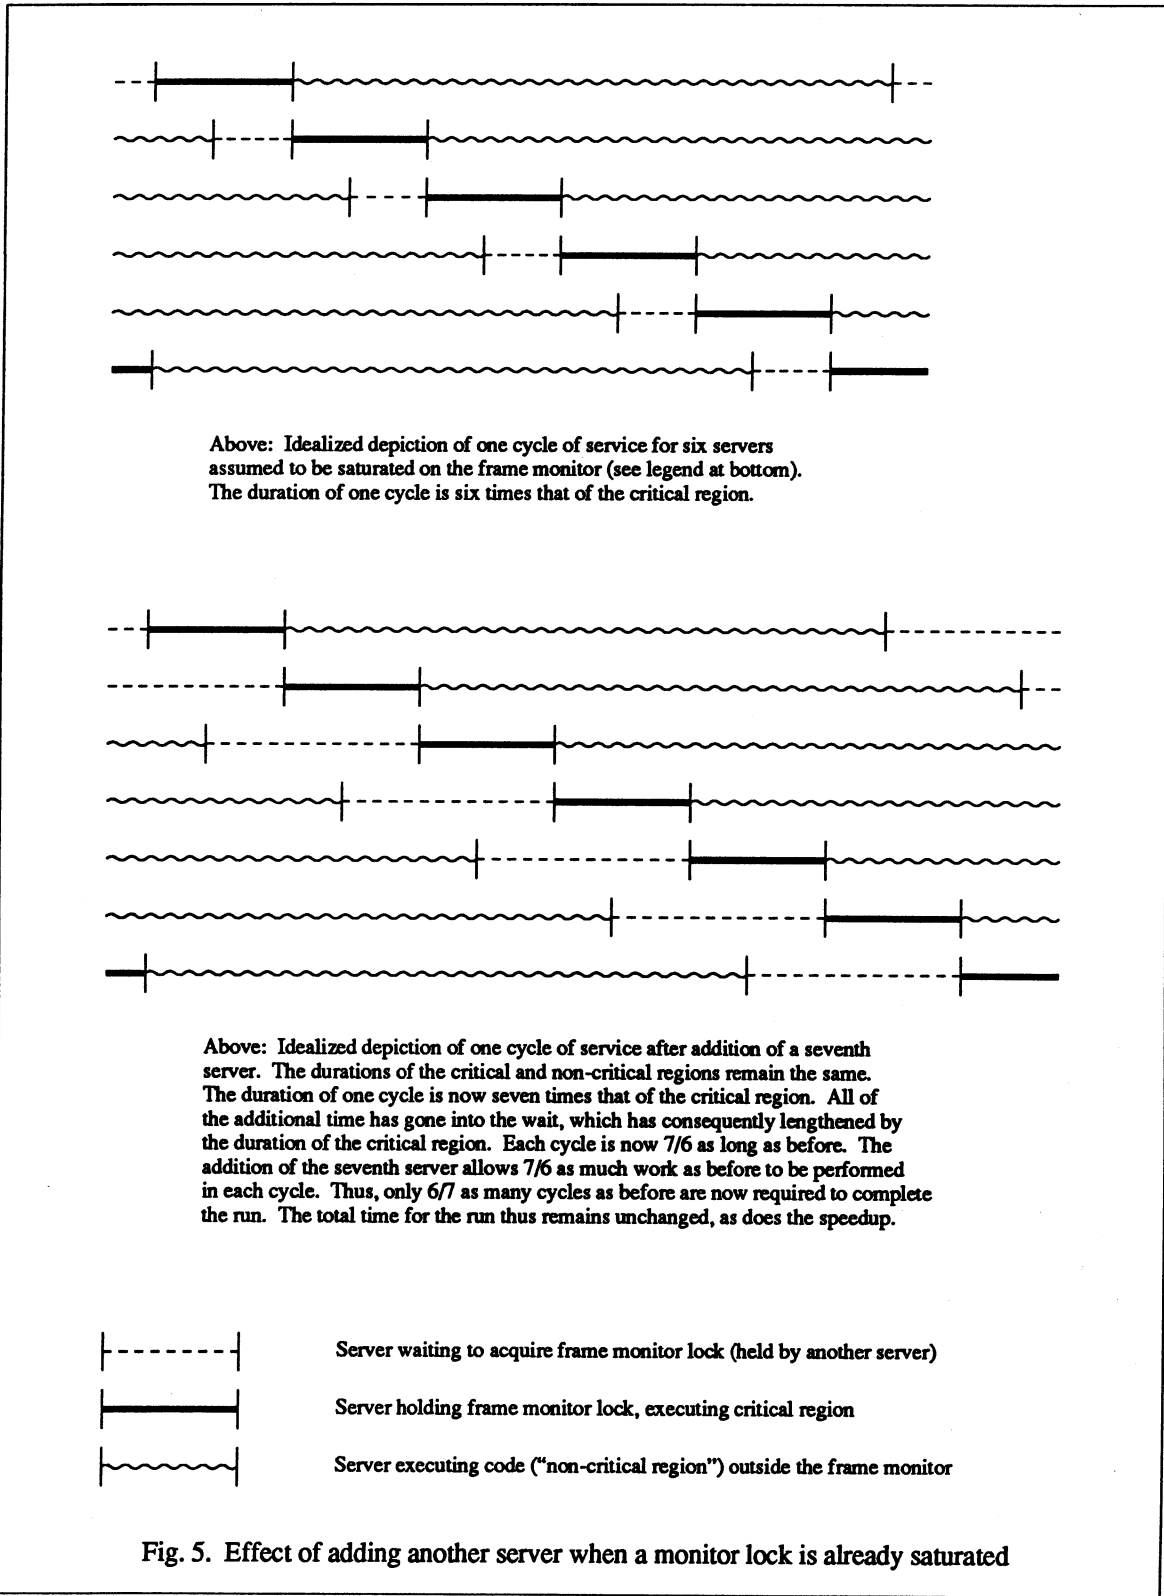 Above: Idealized depiction of one cycle of service for six servers
assumed to be saturated on the frame monitor (see legend at bottom).
The duration of one cycle is six times that of the critical region.
Above: Idealized depiction of one cycle of service after addition of a seventh
server. The durations of the critical and non-critical regions remain the same.
The duration of one cycle is now seven times that of the critical region. All of
the additional time has gone into the wait, which has consequently lengthened by
the duration of the critical region. Each cycle is now 7/6 as long as before. The
addition of the seventh server allows 7/6 as much work as before to be performed
in each cycle. Thus, only 6/7 as many cycles as before are now required to complete
the run. The total time for the run thus remains unchanged, as does the speedup.
Server waiting to acquire frame monitor lock (held by another server)
Server holding frame monitor lock, executing critical region
Server executing code ("non-critical region") outside the frame monitor
Fig. 5. Effect of adding another server when a monitor lock is already saturated